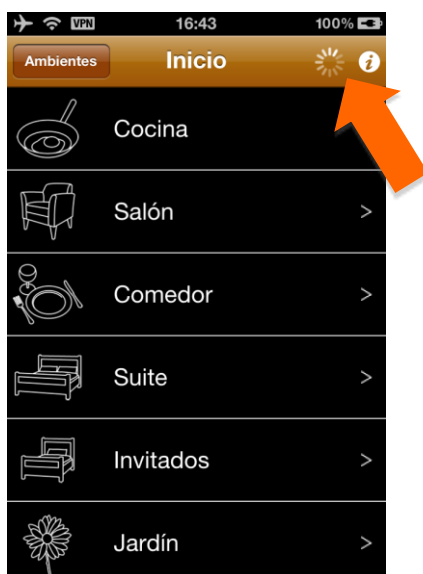 VPN 16:43 100%
Ambientes Inicio i
Cocina
Salón >
Comedor >
Suite >
Invitados >
Jardín >